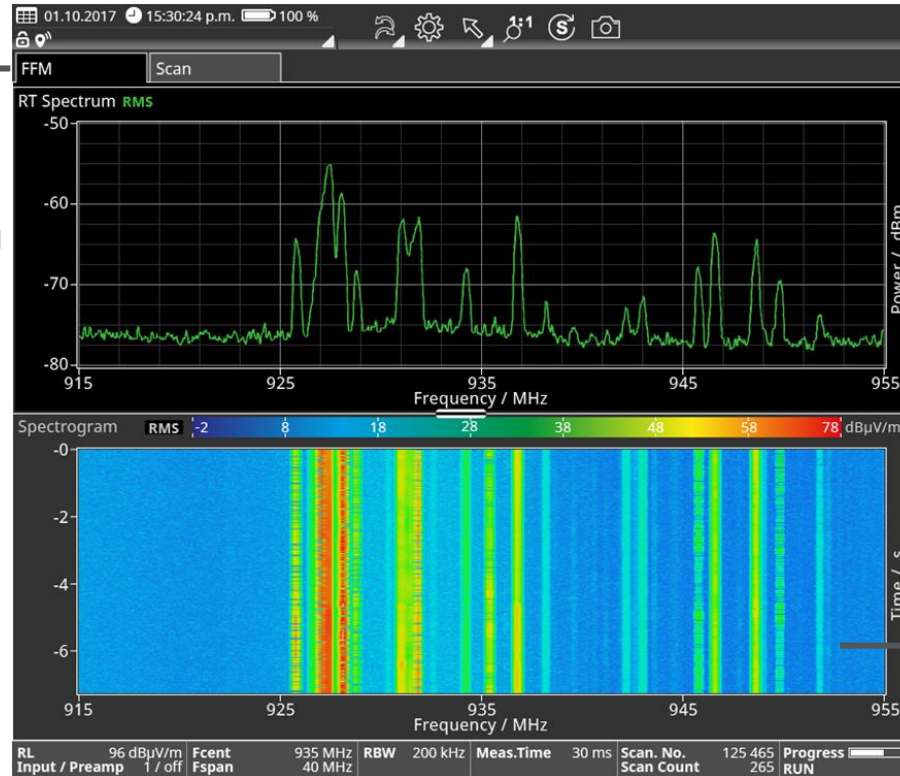 01.10.2017 15:30:24 p.m. 100 %
1:1 S
FFM Scan
RT Spectrum RMS
-50
-60
-70
-80
Power / dBm
915 925 935 945 955
Frequency / MHz
Spectrogram RMS -2 8 18 28 38 48 58 78 dBµV/m
-0
-2
-4
-6
Time / s
915 925 935 945 955
Frequency / MHz
RL 96 dBµV/m Fcent 935 MHz RBW 200 kHz Meas.Time 30 ms Scan. No. 125 465 Progress
Input / Preamp 1 / off Fspan 40 MHz Scan Count 265 RUN